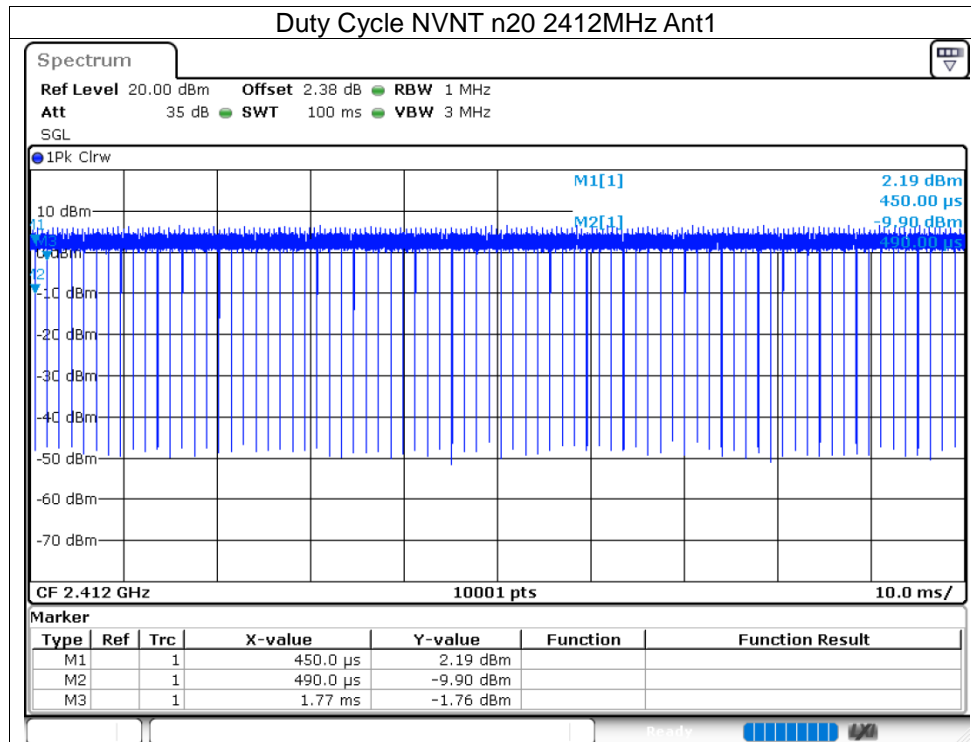 Duty Cycle NVNT n20 2412MHz Ant1
Spectrum
Ref Level 20.00 dBm Offset 2.38 dB RBW 1 MHz
Att 35 dB SWT 100 ms VBW 3 MHz
SGL
1Pk Clrw
M1[1] 2.19 dBm
450.00 µs
10 dBm
M2[1] -9.90 dBm
490.00 µs
M3
0 dBm
-10 dBm
-20 dBm
-30 dBm
-40 dBm
-50 dBm
-60 dBm
-70 dBm
CF 2.412 GHz 10001 pts 10.0 ms/
Marker
Type Ref Trc X-value Y-value Function Function Result
M1 1 450.0 µs 2.19 dBm
M2 1 490.0 µs -9.90 dBm
M3 1 1.77 ms -1.76 dBm
Ready LXI